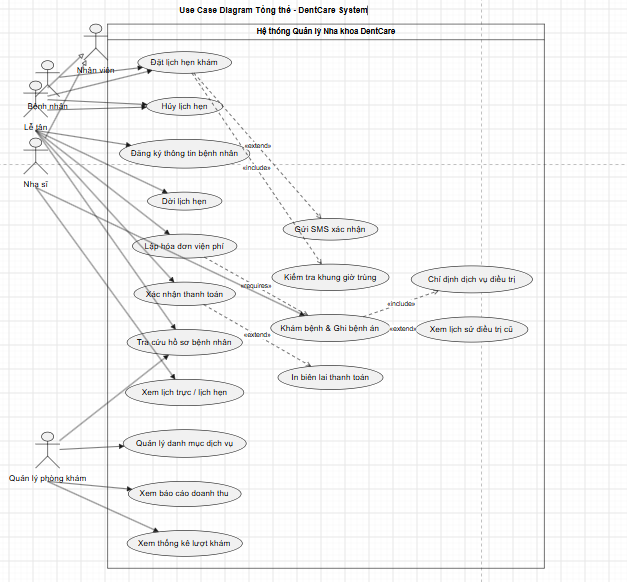 Use Case Diagram Tổng thể - DentCare System
Hệ thống Quản lý Nha khoa DentCare
Nhân viên
Đặt lịch hẹn khám
Bệnh nhân
Hủy lịch hẹn
Lễ tân
«extend»
Đăng ký thông tin bệnh nhân
«include»
Nha sĩ
Dời lịch hẹn
Gửi SMS xác nhận
Lập hóa đơn viện phí
Kiểm tra khung giờ trùng
Chỉ định dịch vụ điều trị
«requires»
Xác nhận thanh toán
«include»
Khám bệnh & Ghi bệnh án
«extend»
Xem lịch sử điều trị cũ
«extend»
Tra cứu hồ sơ bệnh nhân
In biên lai thanh toán
Xem lịch trực / lịch hẹn
Quản lý danh mục dịch vụ
Quản lý phòng khám
Xem báo cáo doanh thu
Xem thống kê lượt khám